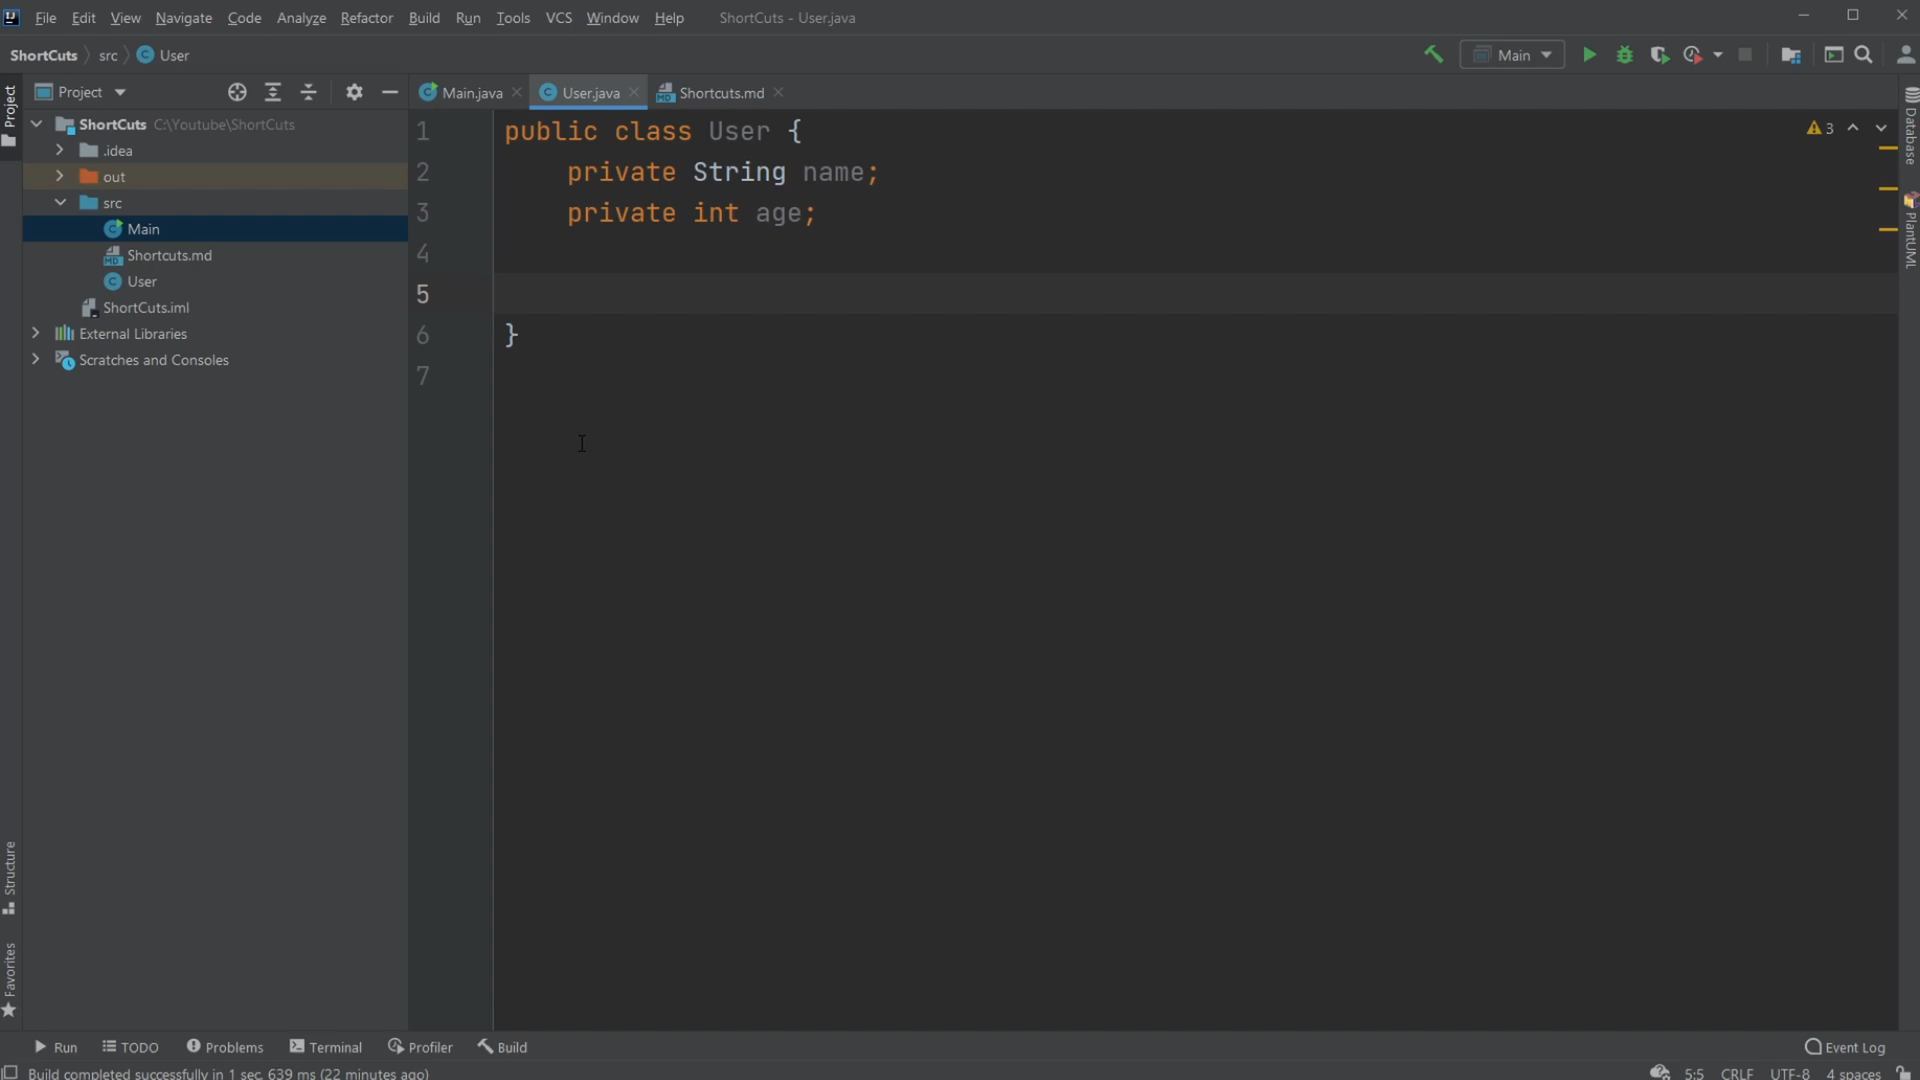 File Edit View Navigate Code Analyze Refactor Build Run Tools VCS Window Help ShortCuts - User.java
ShortCuts src User
Main
Project
Main.java User.java Shortcuts.md
Project
ShortCuts C:\Youtube\ShortCuts
.idea
out
src
Main
Shortcuts.md
User
ShortCuts.iml
External Libraries
Scratches and Consoles
1 public class User {
2 private String name;
3 private int age;
4
5
6 }
7
3
Database
PlantUML
Structure
Favorites
Run TODO Problems Terminal Profiler Build Event Log
Build completed successfully in 1 sec, 639 ms (22 minutes ago) 5:5 CRLF UTF-8 4 spaces